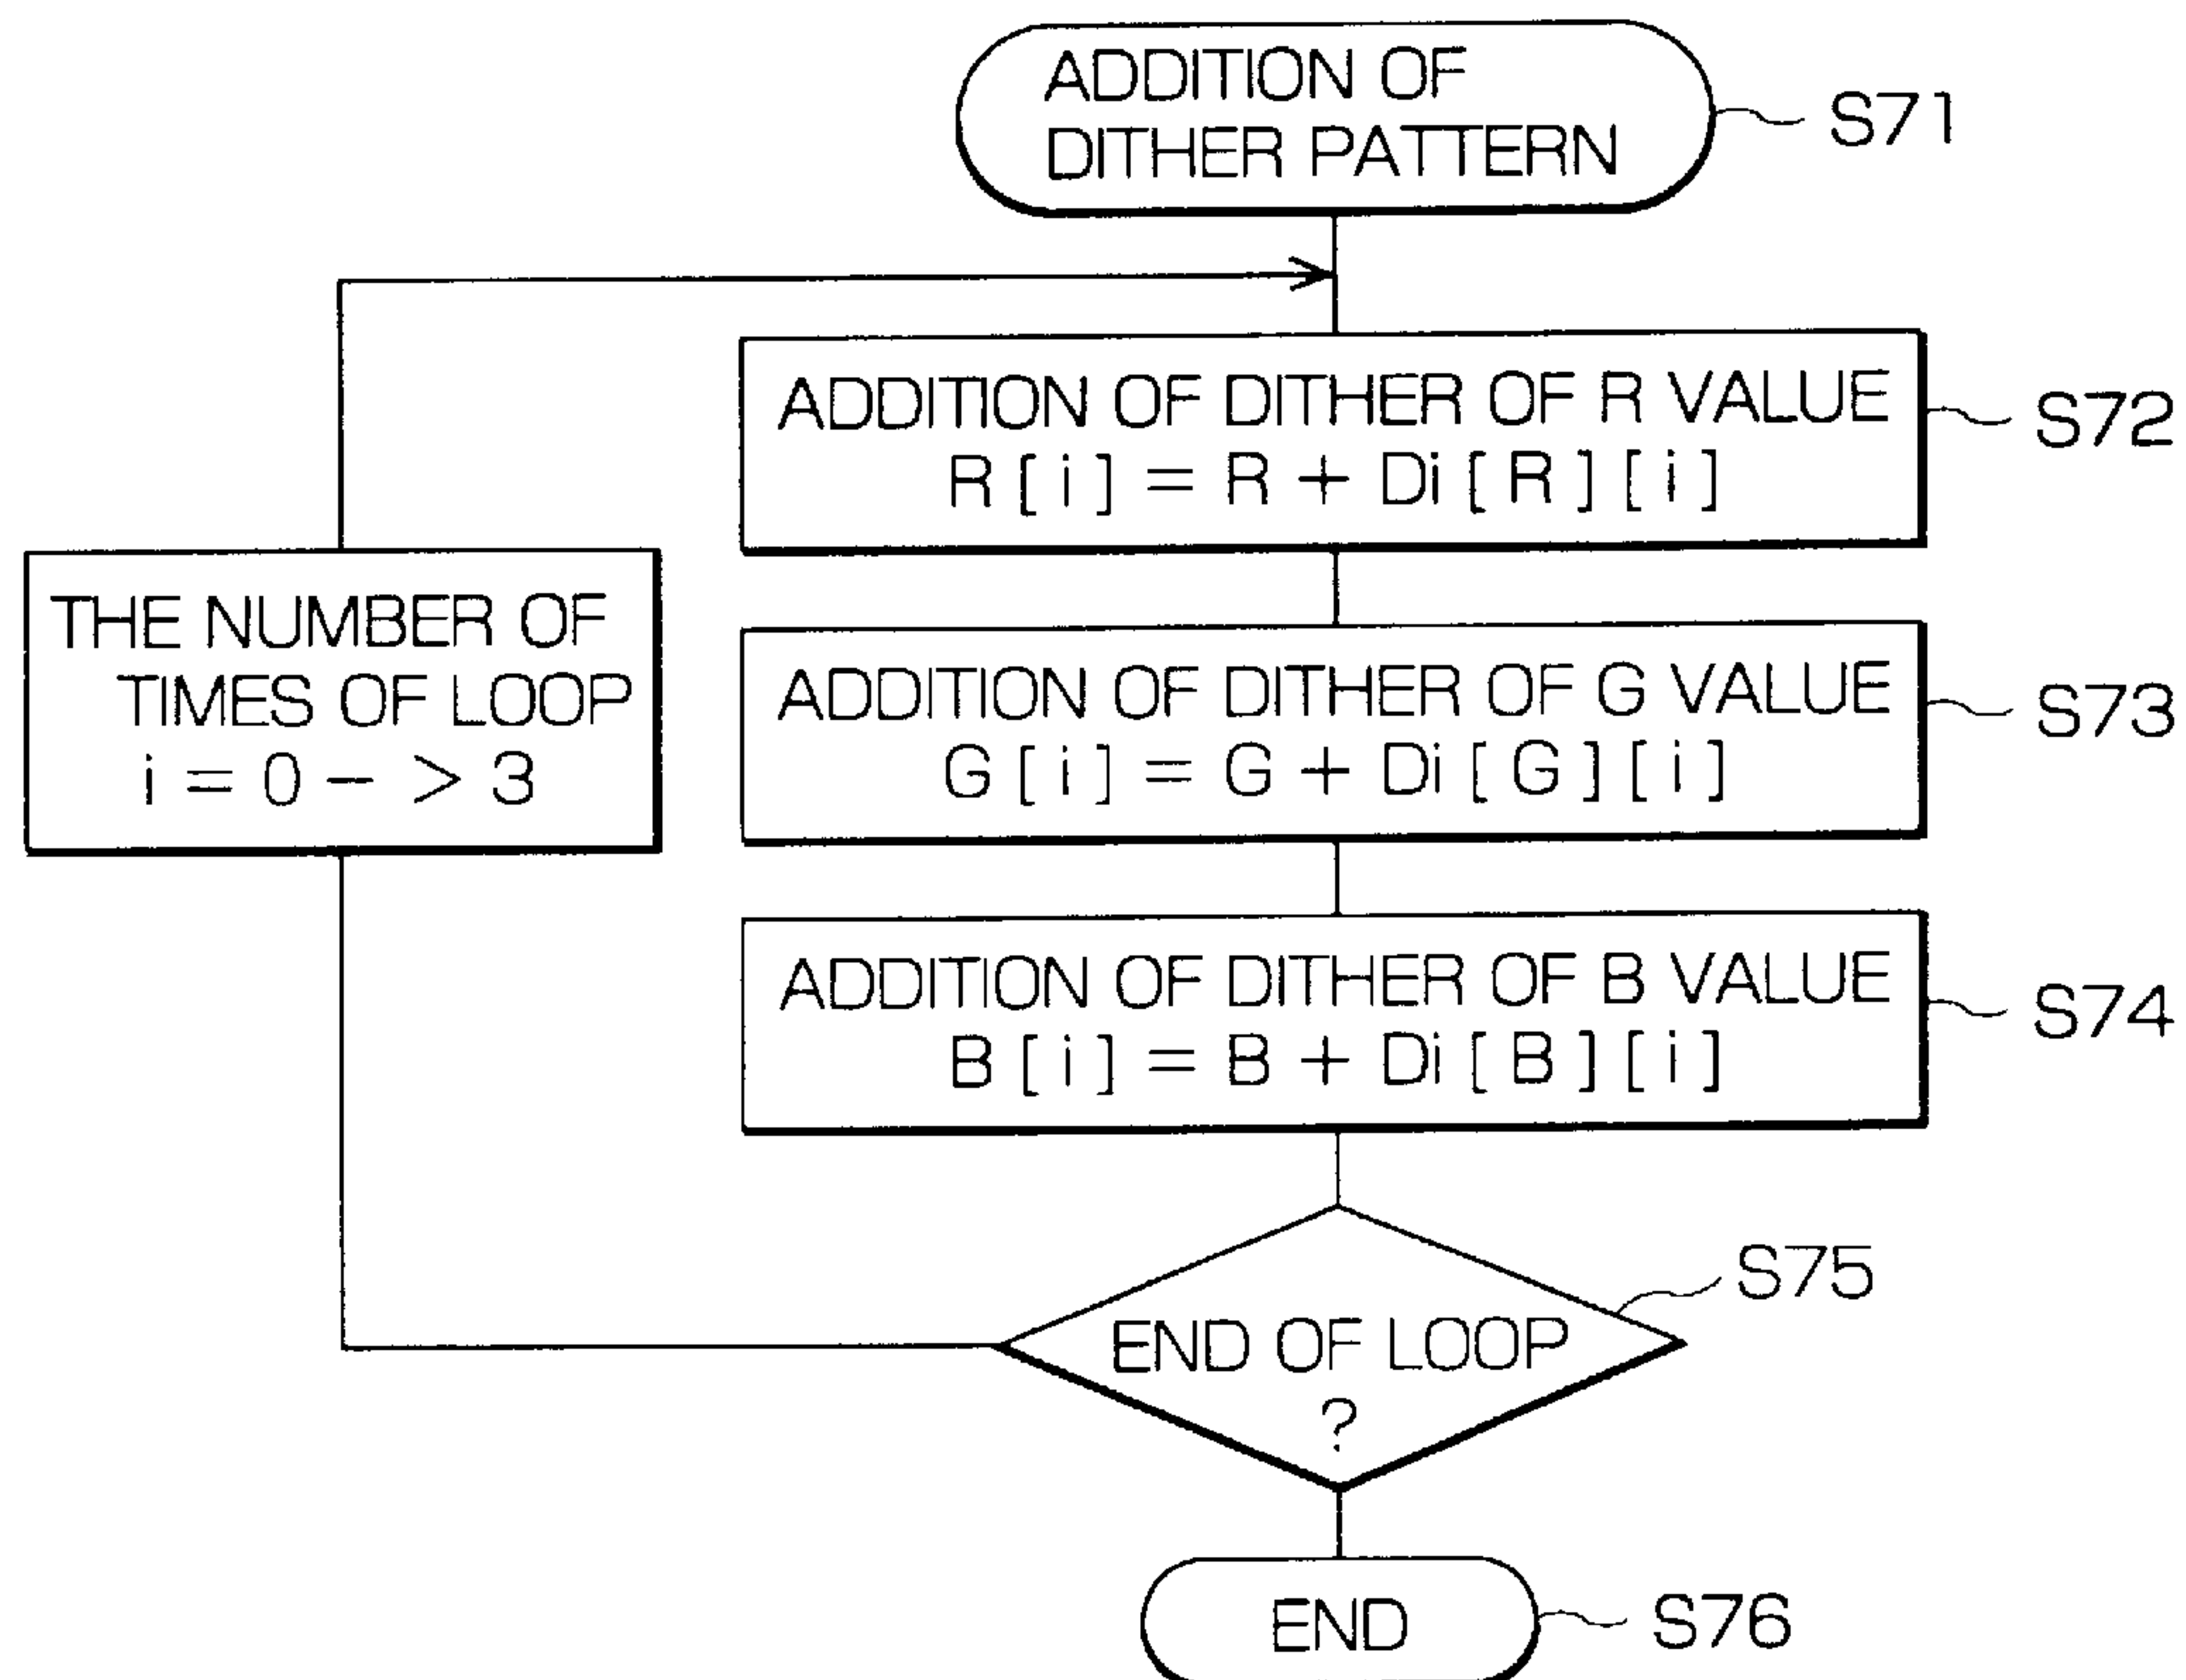 ADDITION OF
DITHER PATTERN
S71
ADDITION OF DITHER OF R VALUE
R [ i ] = R + Di [ R ] [ i ]
S72
THE NUMBER OF
TIMES OF LOOP
i = 0 - > 3
ADDITION OF DITHER OF G VALUE
G [ i ] = G + Di [ G ] [ i ]
S73
ADDITION OF DITHER OF B VALUE
B [ i ] = B + Di [ B ] [ i ]
S74
S75
END OF LOOP
?
END
S76